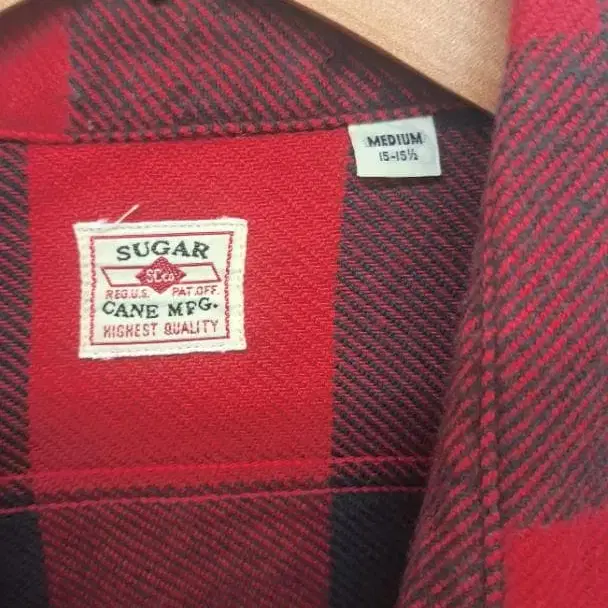 MEDIUM
15-15½
SUGAR
SC.CO.
REG.U.S. PAT.OFF.
CANE MFG.
HIGHEST QUALITY